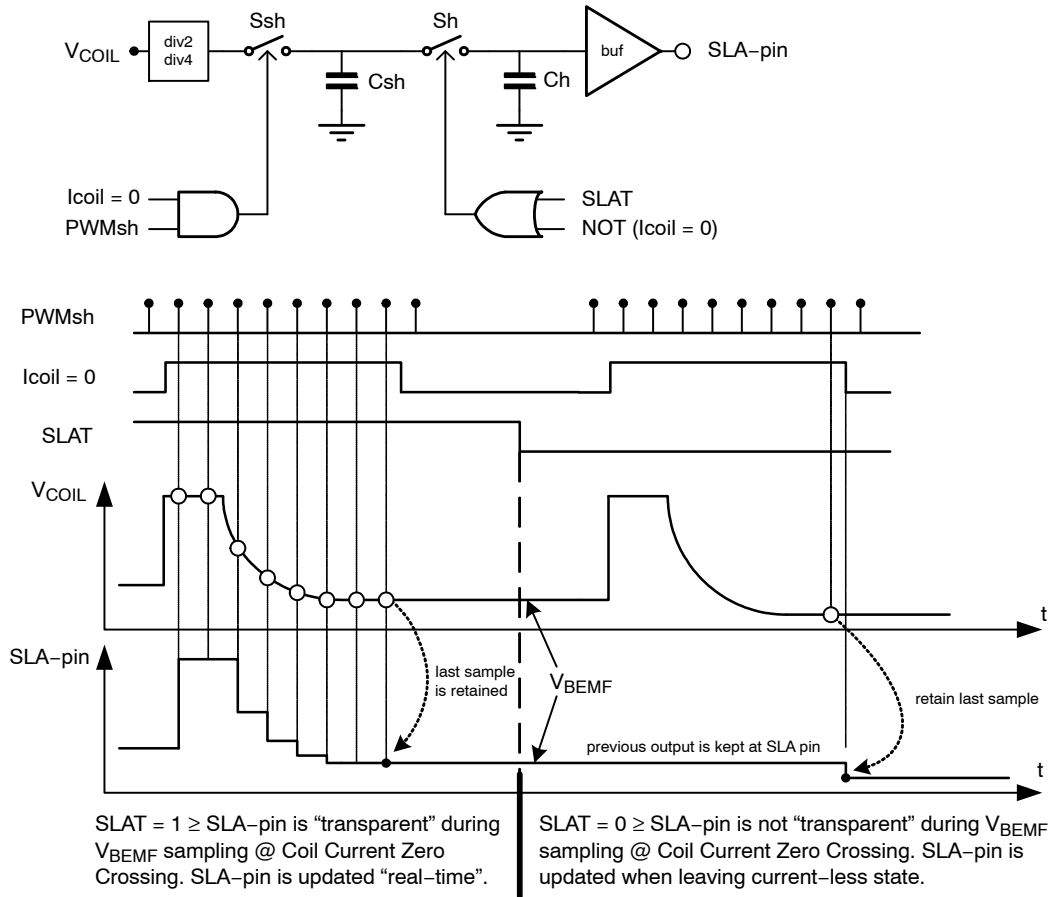 Ssh
Sh
VCOIL
div2
div4
buf
SLA−pin
Csh
Ch
Icoil = 0
PWMsh
SLAT
NOT (Icoil = 0)
PWMsh
Icoil = 0
SLAT
VCOIL
t
SLA−pin
last sample
is retained
VBEMF
retain last sample
previous output is kept at SLA pin
t
SLAT = 1 ≥ SLA−pin is “transparent” during
VBEMF sampling @ Coil Current Zero
Crossing. SLA−pin is updated “real−time”.
SLAT = 0 ≥ SLA−pin is not “transparent” during VBEMF
sampling @ Coil Current Zero Crossing. SLA−pin is
updated when leaving current−less state.